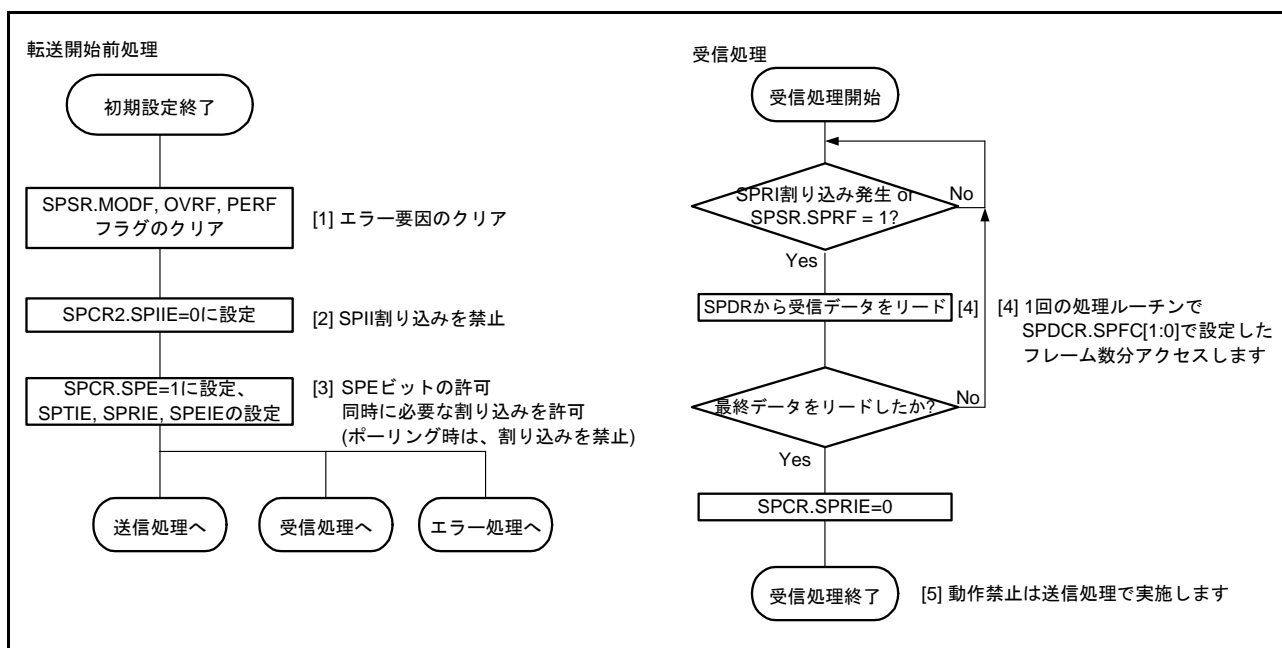 転送開始前処理
初期設定終了
SPSR.MODF, OVRF, PERF
フラグのクリア
[1] エラー要因のクリア
SPCR2.SPIIE=0に設定
[2] SPII割り込みを禁止
SPCR.SPE=1に設定、
SPTIE, SPRIE, SPEIEの設定
[3] SPEビットの許可
同時に必要な割り込みを許可
(ポーリング時は、割り込みを禁止)
送信処理へ
受信処理へ
エラー処理へ
受信処理
受信処理開始
SPRI割り込み発生 or
SPSR.SPRF = 1?
No
Yes
SPDRから受信データをリード
[4]
[4] 1回の処理ルーチンで
SPDCR.SPFC[1:0]で設定した
フレーム数分アクセスします
最終データをリードしたか?
No
Yes
SPCR.SPRIE=0
受信処理終了
[5] 動作禁止は送信処理で実施します